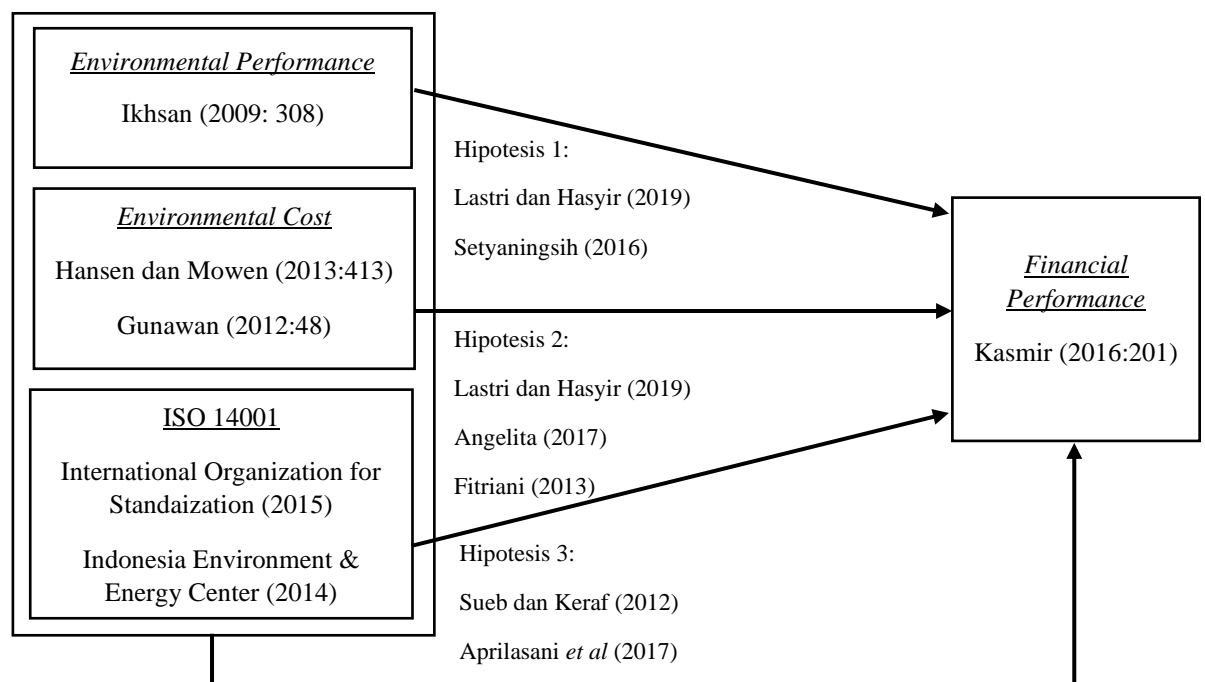 Environmental Performance
Ikhsan (2009: 308)
Environmental Cost
Hansen dan Mowen (2013:413)
Gunawan (2012:48)
ISO 14001
International Organization for
Standaization (2015)
Indonesia Environment &
Energy Center (2014)
Hipotesis 1:
Lastri dan Hasyir (2019)
Setyaningsih (2016)
Hipotesis 2:
Lastri dan Hasyir (2019)
Angelita (2017)
Fitriani (2013)
Hipotesis 3:
Sueb dan Keraf (2012)
Aprilasani et al (2017)
Financial
Performance
Kasmir (2016:201)